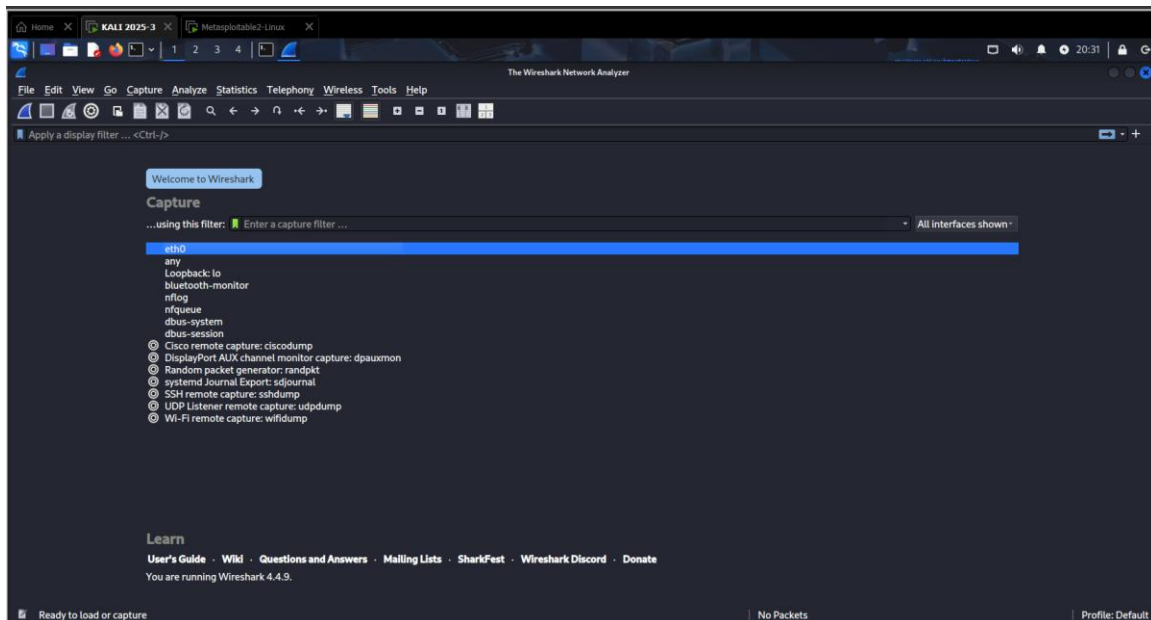 Home KALI 2025-3 Metasploitable2-Linux
1 2 3 4 20:31
The Wireshark Network Analyzer
File Edit View Go Capture Analyze Statistics Telephony Wireless Tools Help
Apply a display filter ... <Ctrl-/>
Welcome to Wireshark
Capture
...using this filter: Enter a capture filter ... All interfaces shown
eth0
any
Loopback: lo
bluetooth-monitor
nflog
nfqueue
dbus-system
dbus-session
Cisco remote capture: ciscodump
DisplayPort AUX channel monitor capture: dpauxmon
Random packet generator: randpkt
systemd Journal Export: sdjournal
SSH remote capture: sshdump
UDP Listener remote capture: udpdump
Wi-Fi remote capture: wifidump
Learn
User's Guide · Wiki · Questions and Answers · Mailing Lists · SharkFest · Wireshark Discord · Donate
You are running Wireshark 4.4.9.
Ready to load or capture No Packets Profile: Default